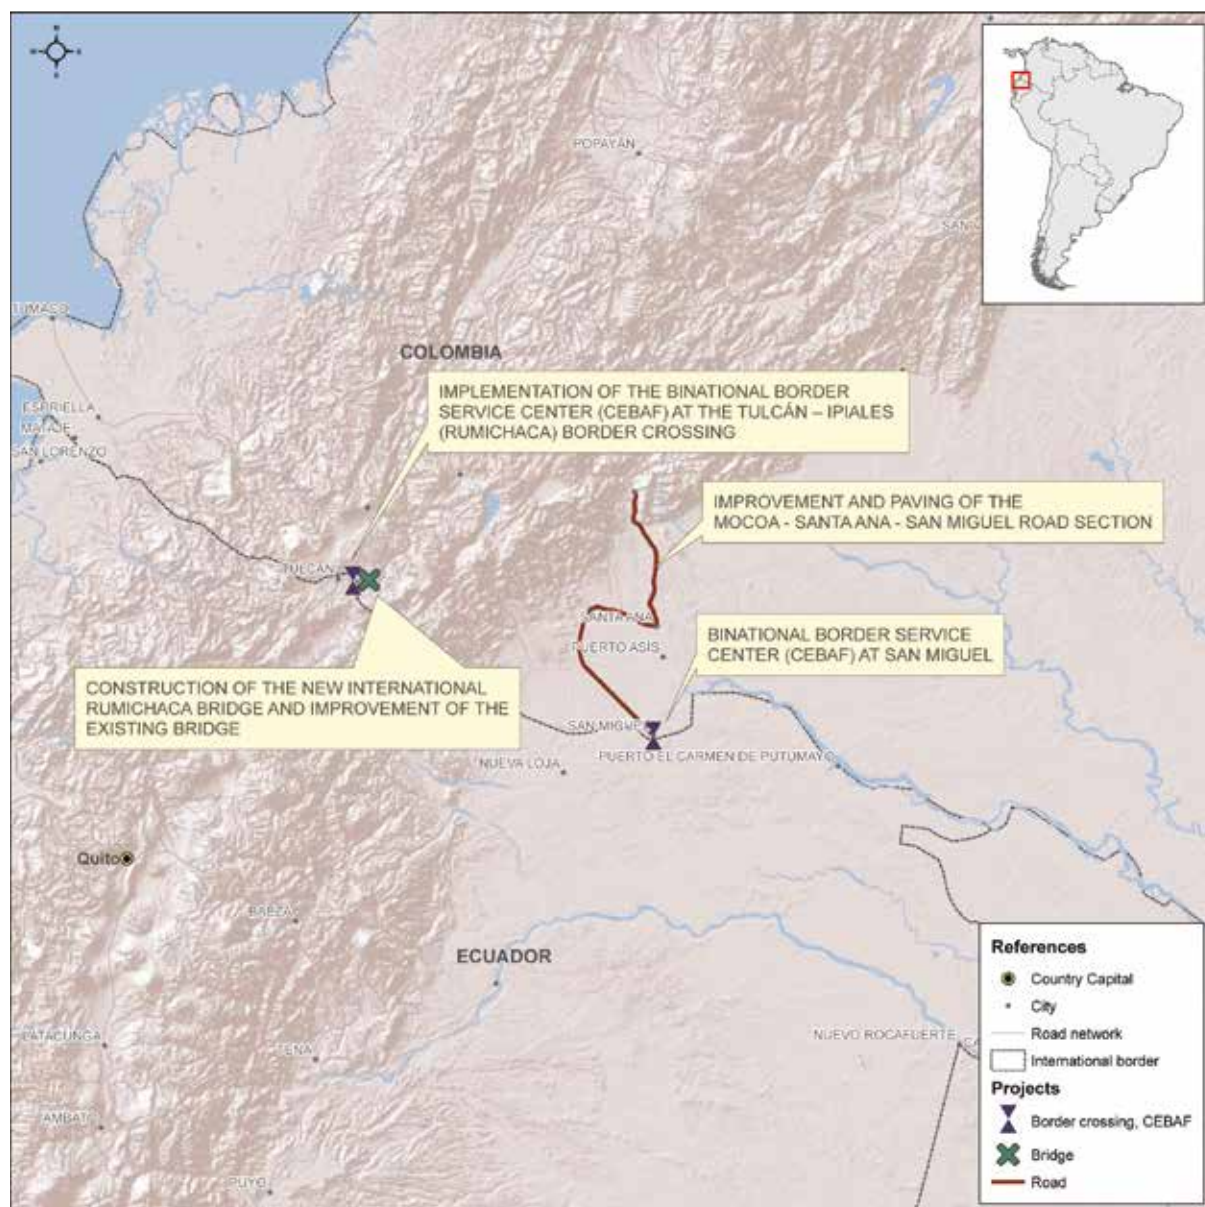 POPAYÁN
TUMACO
COLOMBIA
IMPLEMENTATION OF THE BINATIONAL BORDER
SERVICE CENTER (CEBAF) AT THE TULCÁN – IPIALES
(RUMICHACA) BORDER CROSSING
ESPRIELLA
MATAJE
SAN LORENZO
IMPROVEMENT AND PAVING OF THE
MOCOA - SANTA ANA - SAN MIGUEL ROAD SECTION
TULCÁN
SANTA ANA
PUERTO ASÍS
BINATIONAL BORDER SERVICE
CENTER (CEBAF) AT SAN MIGUEL
CONSTRUCTION OF THE NEW INTERNATIONAL
RUMICHACA BRIDGE AND IMPROVEMENT OF THE
EXISTING BRIDGE
SAN MIGUE
NUEVA LOJA
PUERTO EL CARMEN DE PUTUMAYO
Quito
BAEZA
ECUADOR
LATACUNGA
TENA
NUEVO ROCAFUERTE
AMBATO
PUYO
References
Country Capital
City
Road network
International border
Projects
Border crossing, CEBAF
Bridge
Road